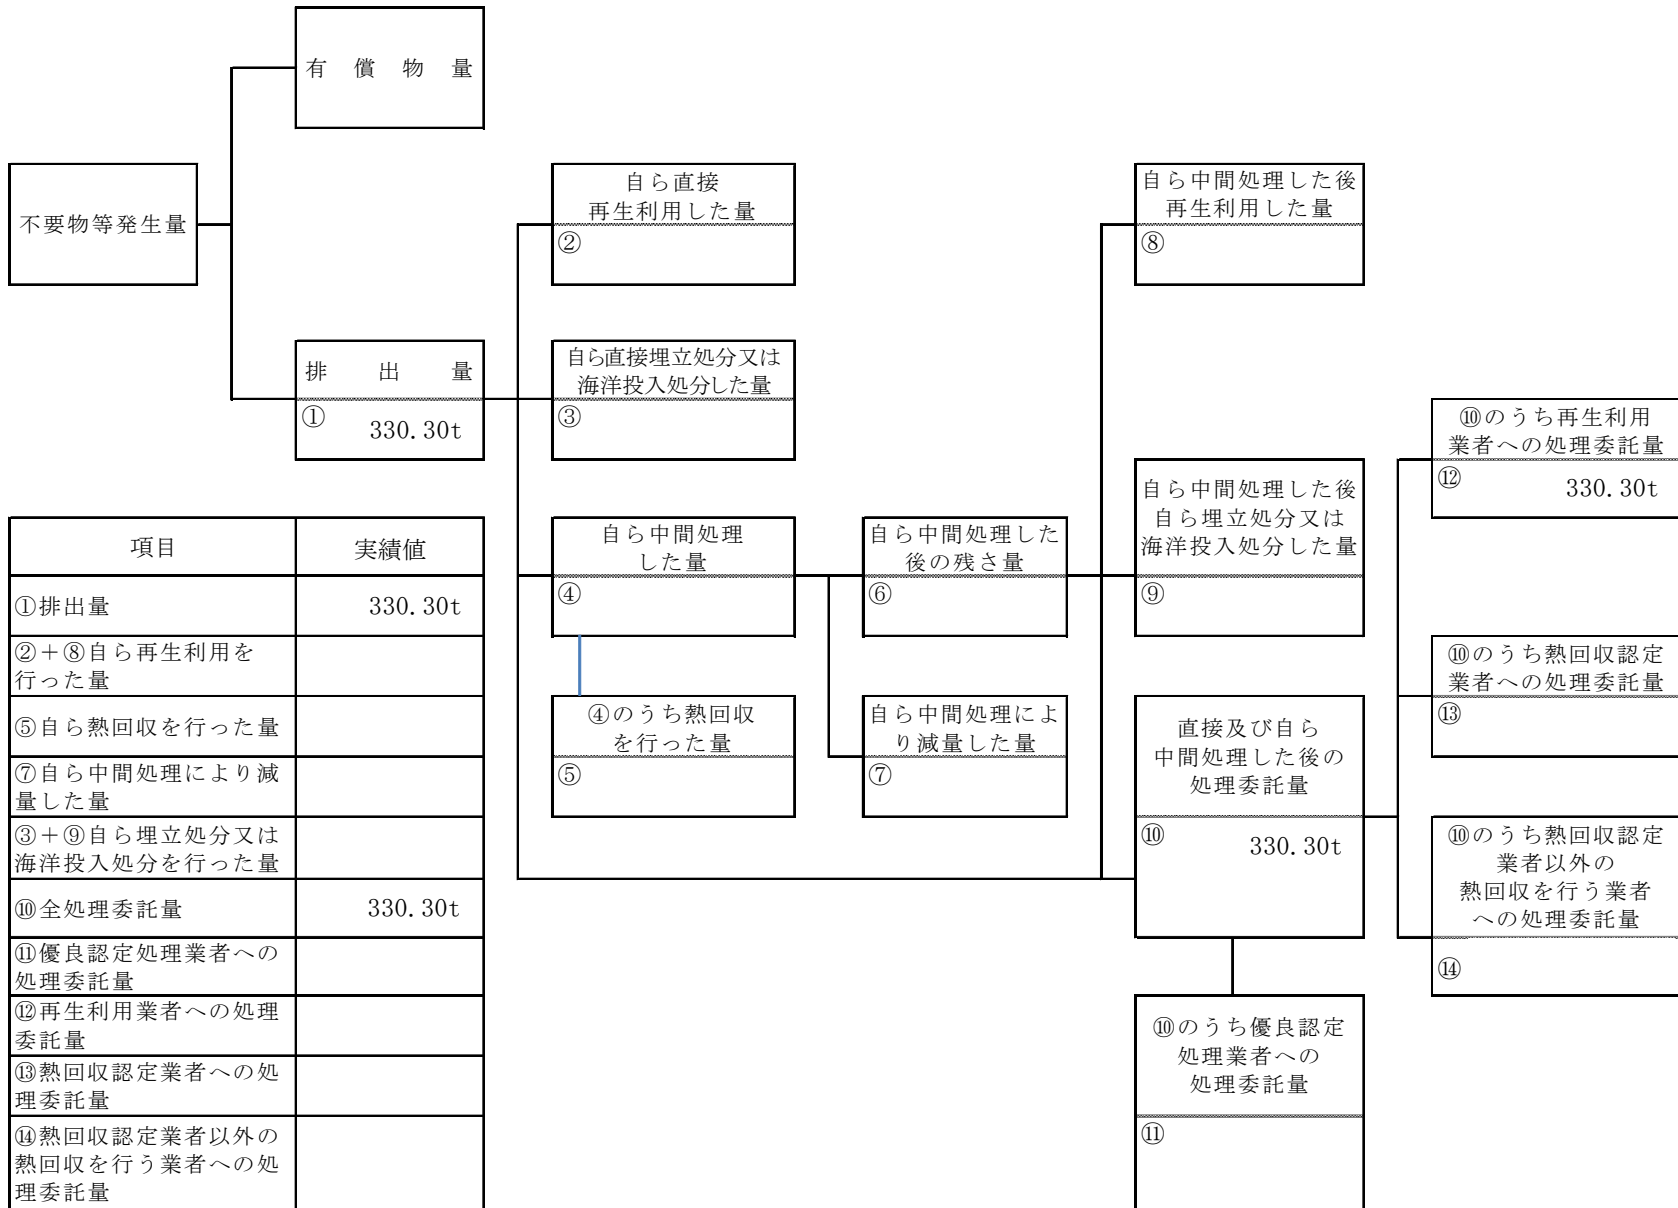 有償物量
不要物等発生量
排出量
① 330.30t
自ら直接
再生利用した量
②
自ら直接埋立処分又は
海洋投入処分した量
③
自ら中間処理
した量
④
④のうち熱回収
を行った量
⑤
自ら中間処理した
後の残さ量
⑥
自ら中間処理によ
り減量した量
⑦
自ら中間処理した後
再生利用した量
⑧
自ら中間処理した後
自ら埋立処分又は
海洋投入処分した量
⑨
直接及び自ら
中間処理した後の
処理委託量
⑩ 330.30t
⑩のうち優良認定
処理業者への
処理委託量
⑪
⑩のうち再生利用
業者への処理委託量
⑫ 330.30t
⑩のうち熱回収認定
業者への処理委託量
⑬
⑩のうち熱回収認定
業者以外の
熱回収を行う業者
への処理委託量
⑭
項目 実績値
①排出量 330.30t
②+⑧自ら再生利用を
行った量
⑤自ら熱回収を行った量
⑦自ら中間処理により減
量した量
③+⑨自ら埋立処分又は
海洋投入処分を行った量
⑩全処理委託量 330.30t
⑪優良認定処理業者への
処理委託量
⑫再生利用業者への処理
委託量
⑬熱回収認定業者への処
理委託量
⑭熱回収認定業者以外の
熱回収を行う業者への処
理委託量